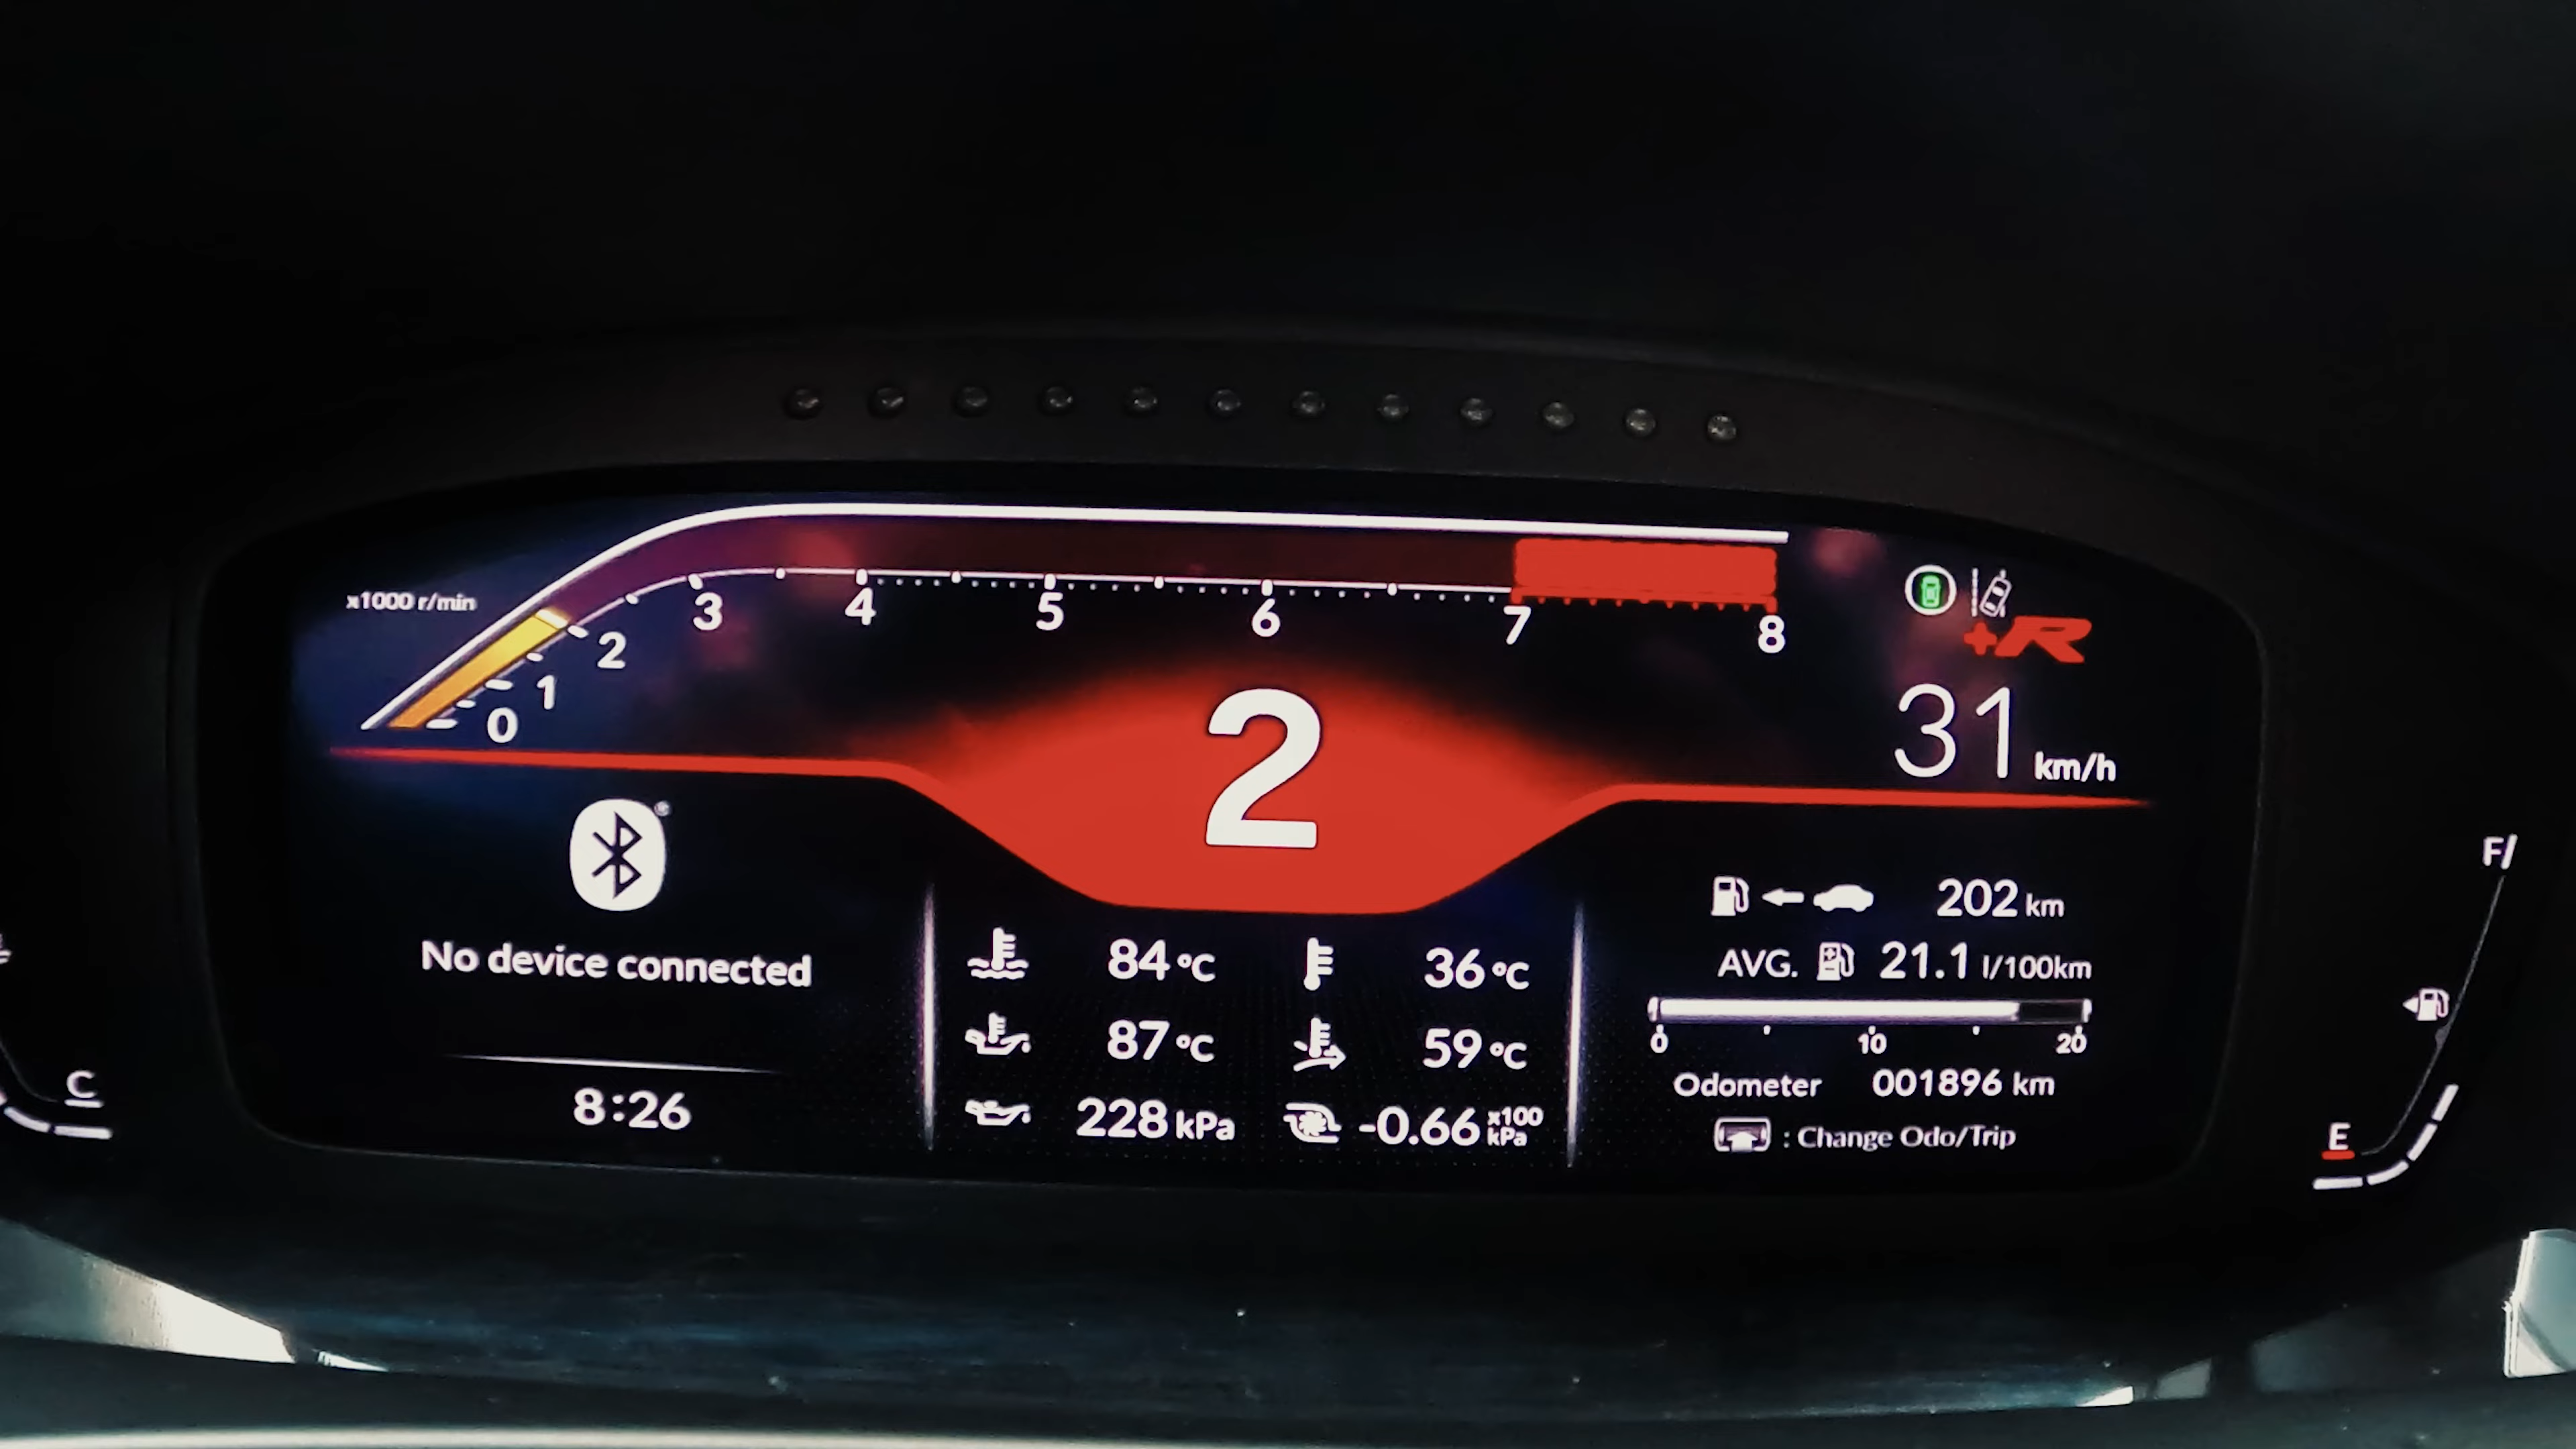 x1000 r/min
0 1 2 3 4 5 6 7 8
+R
2
31 km/h
No device connected
8:26
84 °C 36 °C
87 °C 59 °C
228 kPa -0.66 x100 kPa
202 km
AVG. 21.1 l/100km
0 10 20
Odometer 001896 km
: Change Odo/Trip
C
F
E